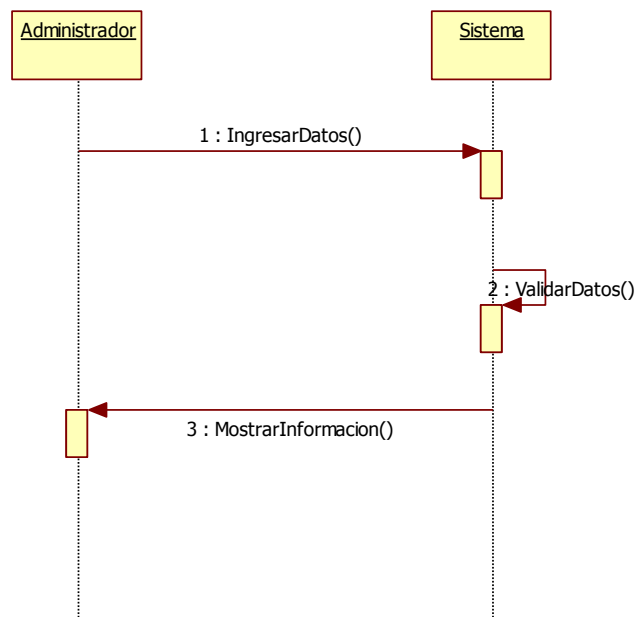 Administrador
Sistema
1 : IngresarDatos()
2 : ValidarDatos()
3 : MostrarInformacion()